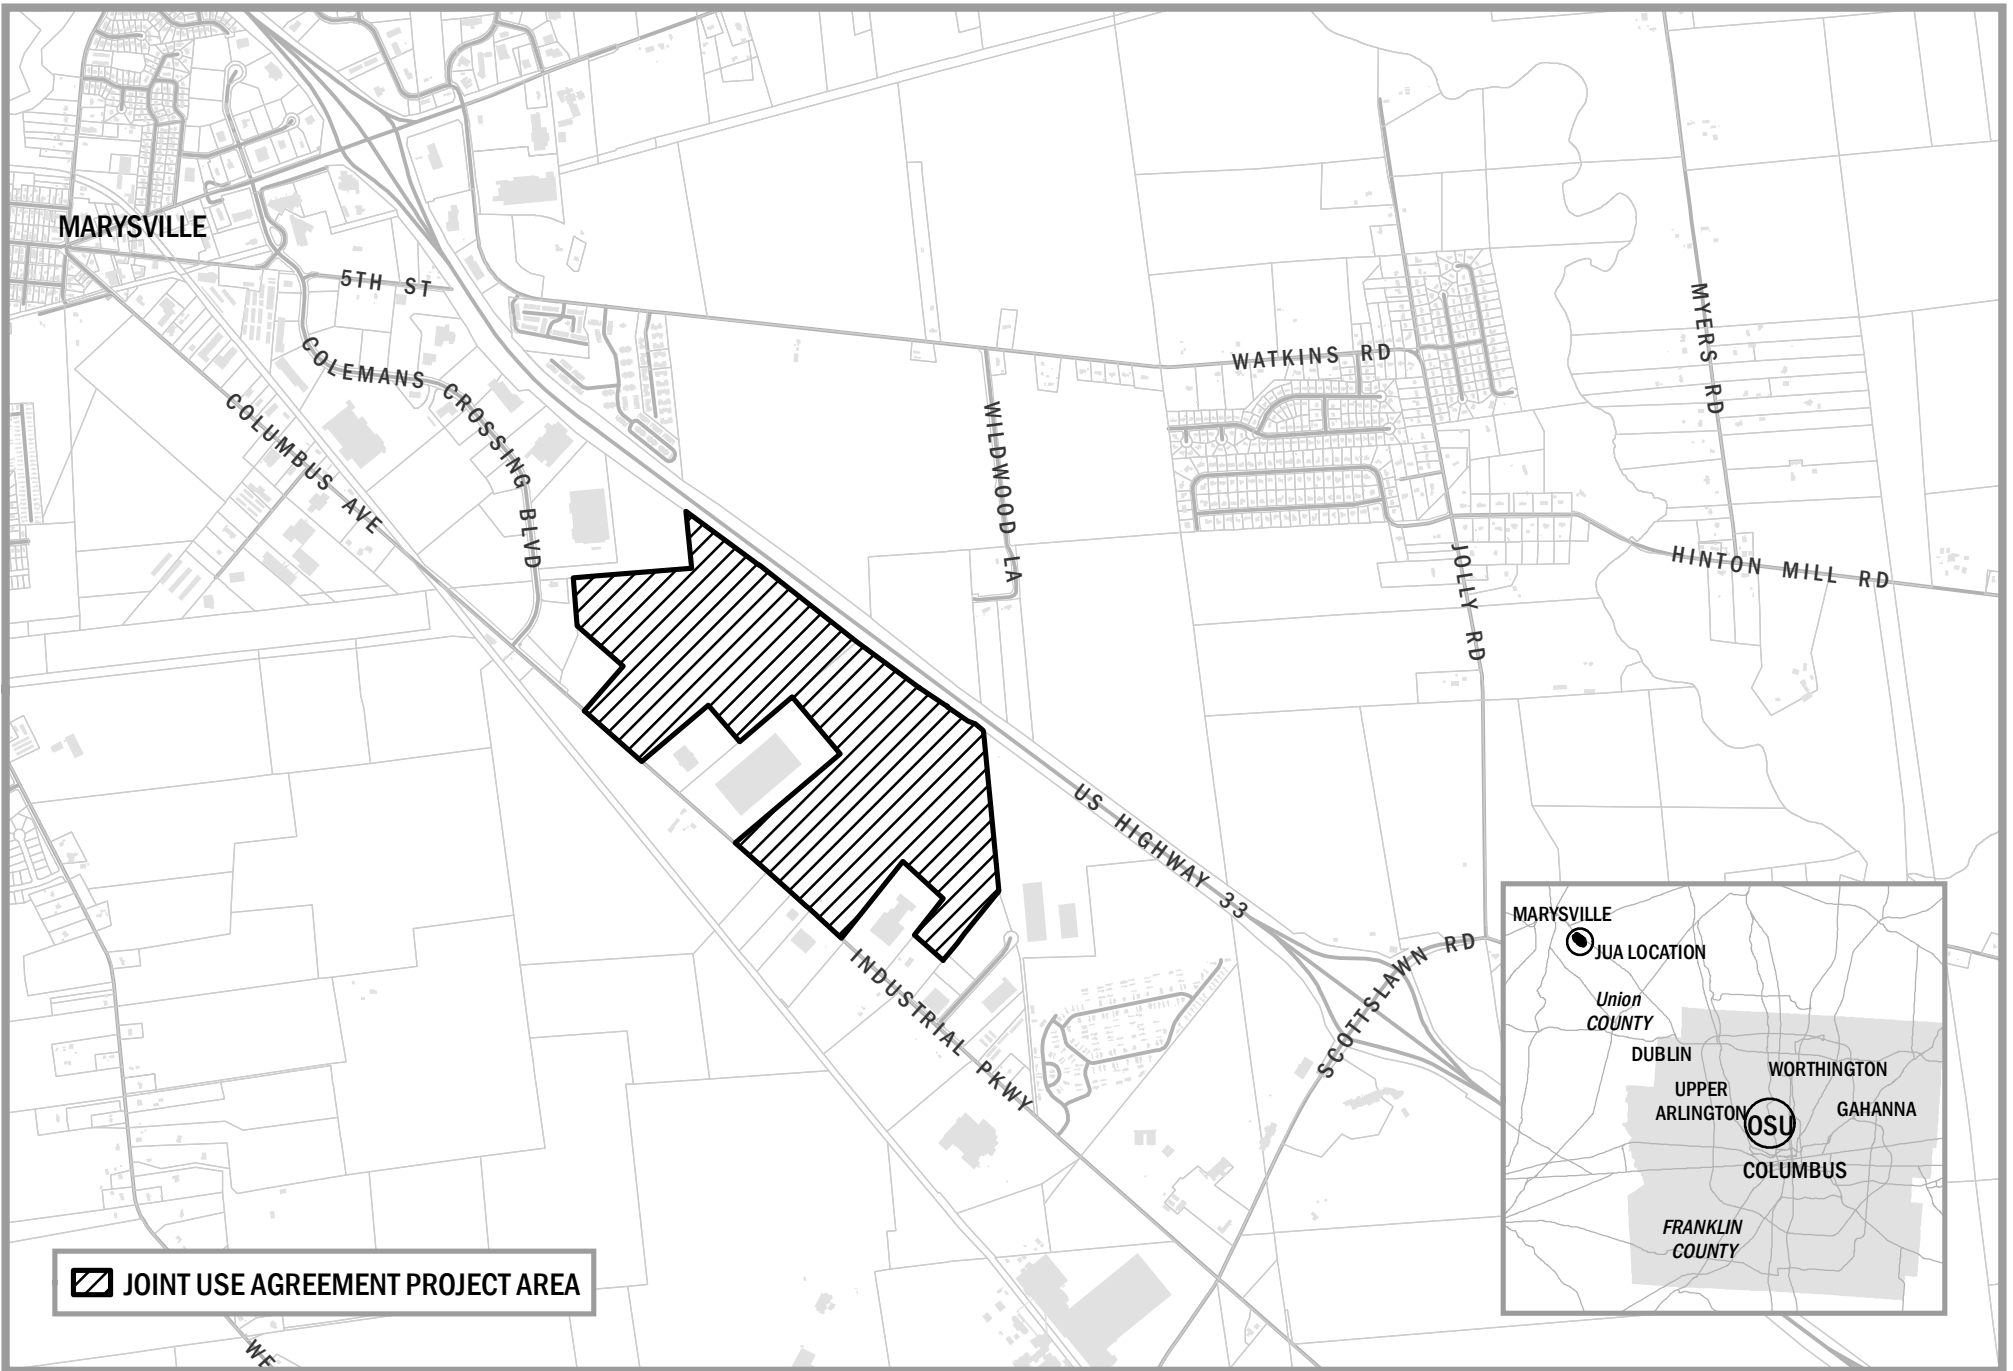 MARYSVILLE
5TH ST
COLEMANS CROSSING BLVD
COLUMBUS AVE
WATKINS RD
WILDWOOD LA
MYERS RD
JOLLY RD
HINTON MILL RD
US HIGHWAY 33
SCOTTSLAWN RD
INDUSTRIAL PKWY
WE
JOINT USE AGREEMENT PROJECT AREA
MARYSVILLE
JUA LOCATION
Union
COUNTY
DUBLIN
WORTHINGTON
UPPER
ARLINGTON
OSU
GAHANNA
COLUMBUS
FRANKLIN
COUNTY